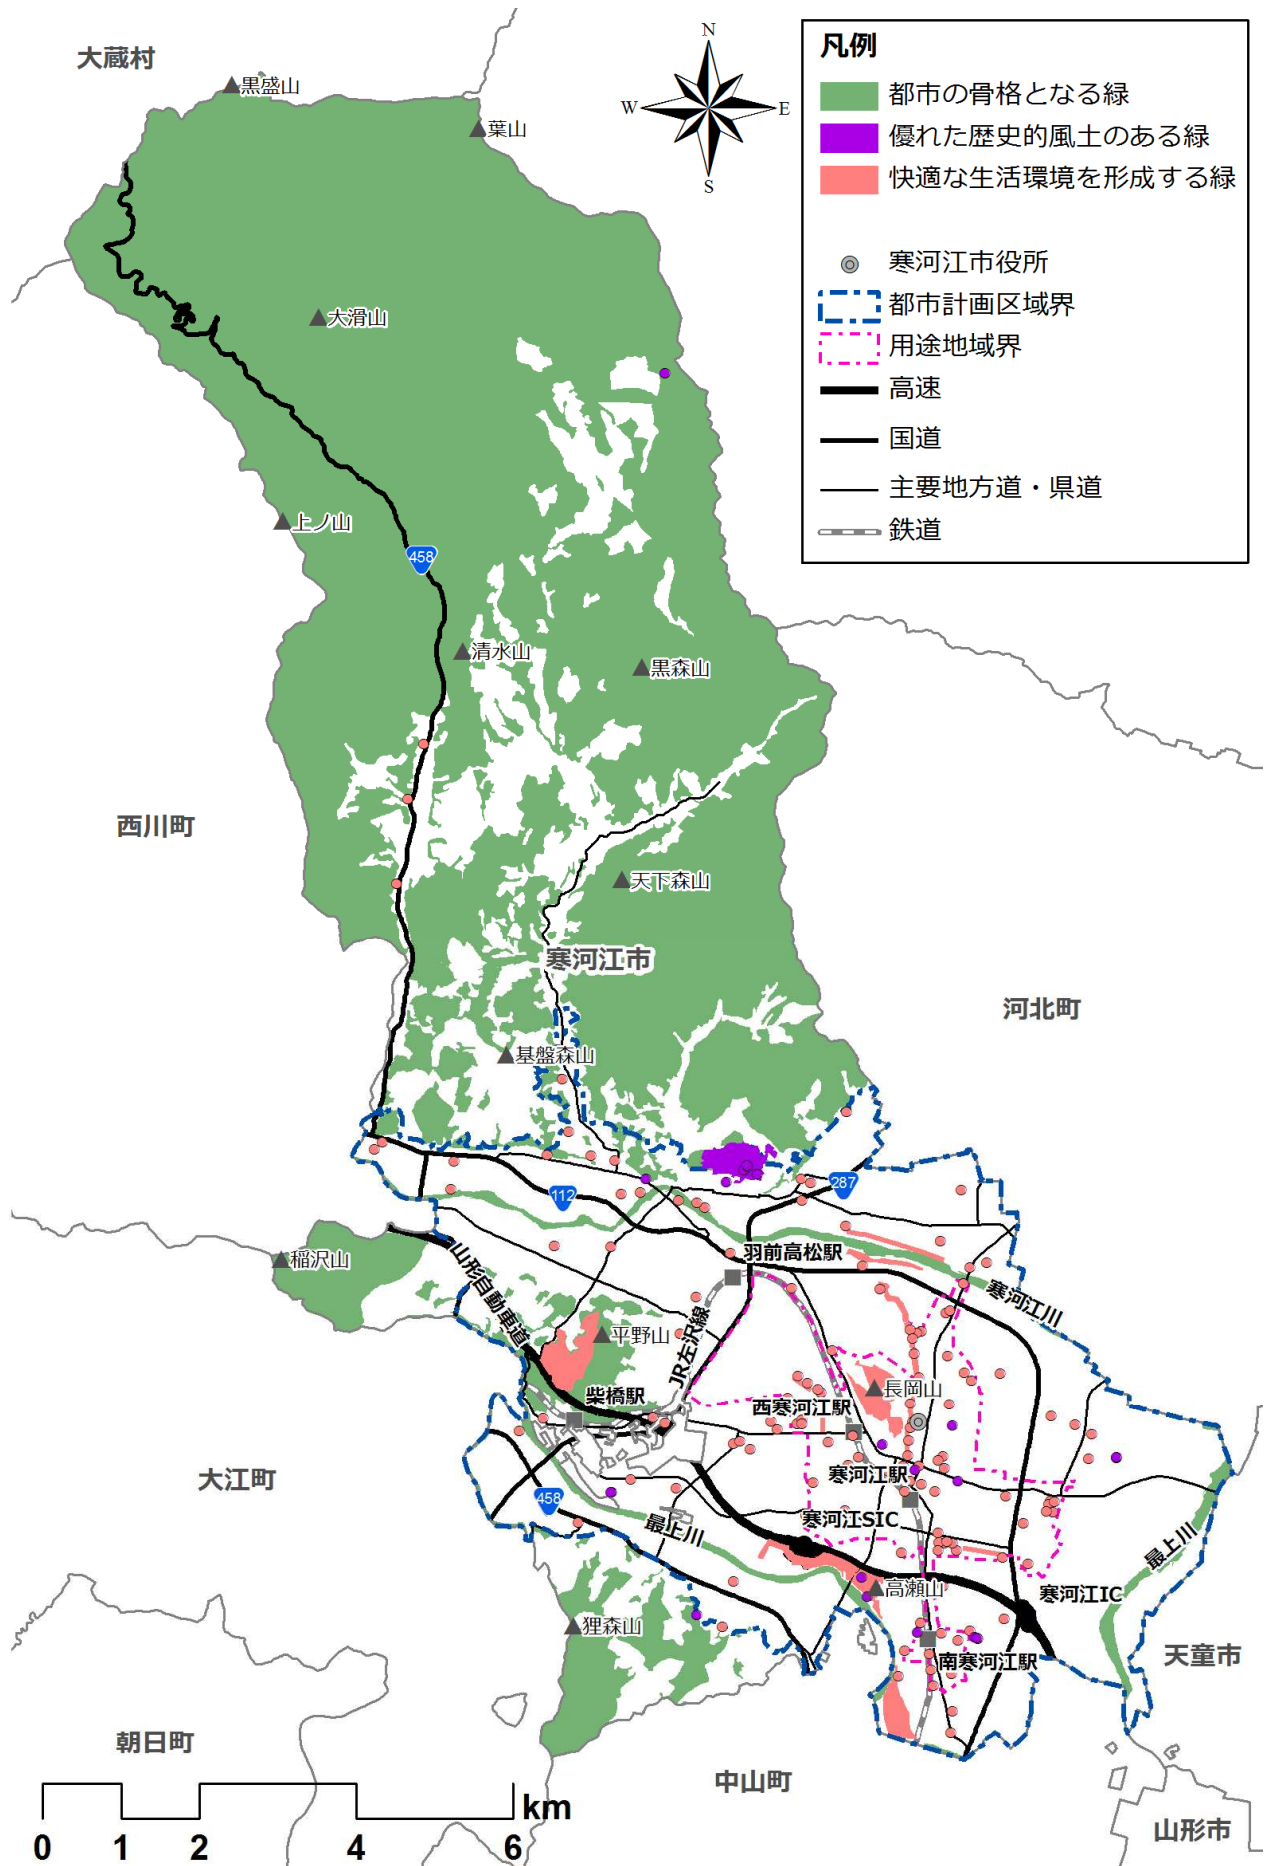 大蔵村
黒盛山
葉山
N
W
E
S
凡例
都市の骨格となる緑
優れた歴史的風土のある緑
快適な生活環境を形成する緑
寒河江市役所
都市計画区域界
用途地域界
高速
国道
主要地方道・県道
鉄道
大滑山
上ノ山
458
清水山
黒森山
西川町
天下森山
寒河江市
河北町
基盤森山
112
287
稲沢山
山形自動車道
羽前高松駅
寒河江川
平野山
JR左沢線
柴橋駅
長岡山
西寒河江駅
大江町
寒河江駅
458
最上川
寒河江SIC
最上川
高瀬山
寒河江IC
狸森山
南寒河江駅
天童市
朝日町
中山町
山形市
km
0 1 2 4 6